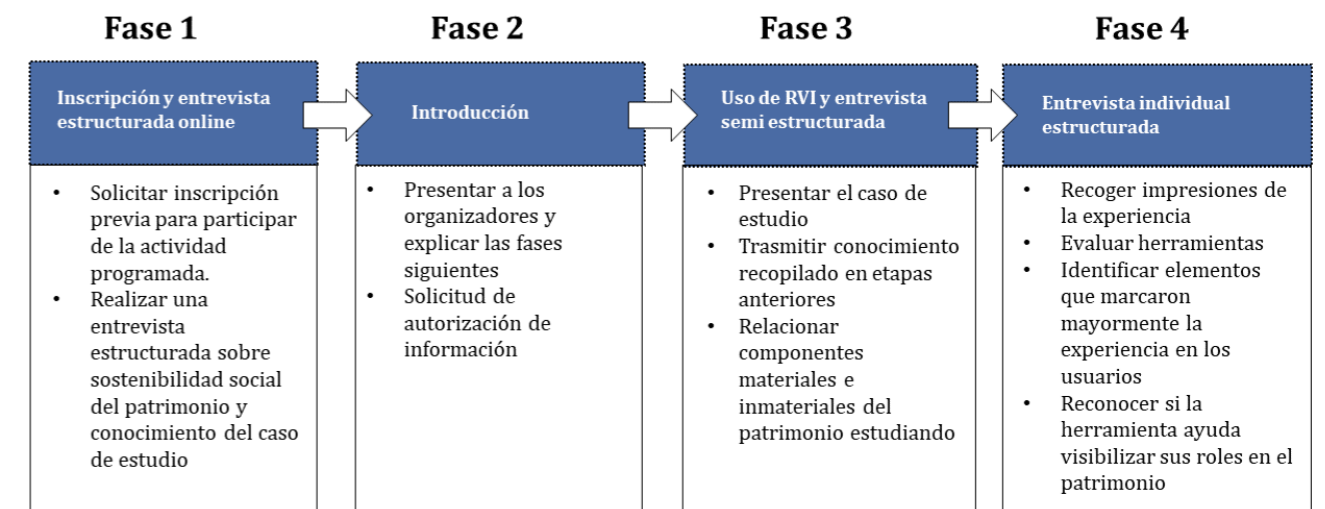 Fase 1
Inscripción y entrevista
estructurada online
• Solicitar inscripción
previa para participar
de la actividad
programada.
• Realizar una
entrevista
estructurada sobre
sostenibilidad social
del patrimonio y
conocimiento del caso
de estudio
Fase 2
Introducción
• Presentar a los
organizadores y
explicar las fases
siguientes
• Solicitud de
autorización de
información
Fase 3
Uso de RVI y entrevista
semi estructurada
• Presentar el caso de
estudio
• Trasmitir conocimiento
recopilado en etapas
anteriores
• Relacionar
componentes
materiales e
inmateriales del
patrimonio estudiando
Fase 4
Entrevista individual
estructurada
• Recoger impresiones de
la experiencia
• Evaluar herramientas
• Identificar elementos
que marcaron
mayormente la
experiencia en los
usuarios
• Reconocer si la
herramienta ayuda
visibilizar sus roles en el
patrimonio